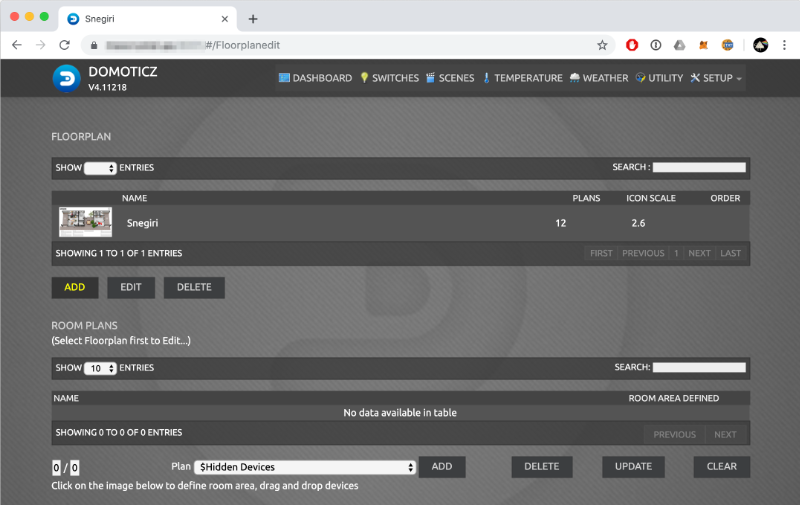 Snegiri
#/Floorplanedit
DOMOTICZ
V4.11218
DASHBOARD SWITCHES SCENES TEMPERATURE WEATHER UTILITY SETUP
FLOORPLAN
SHOW ENTRIES SEARCH :
NAME PLANS ICON SCALE ORDER
Snegiri 12 2.6
SHOWING 1 TO 1 OF 1 ENTRIES FIRST PREVIOUS 1 NEXT LAST
ADD EDIT DELETE
ROOM PLANS
(Select Floorplan first to Edit...)
SHOW 10 ENTRIES SEARCH:
NAME ROOM AREA DEFINED
No data available in table
SHOWING 0 TO 0 OF 0 ENTRIES PREVIOUS NEXT
0 / 0 Plan $Hidden Devices ADD DELETE UPDATE CLEAR
Click on the image below to define room area, drag and drop devices